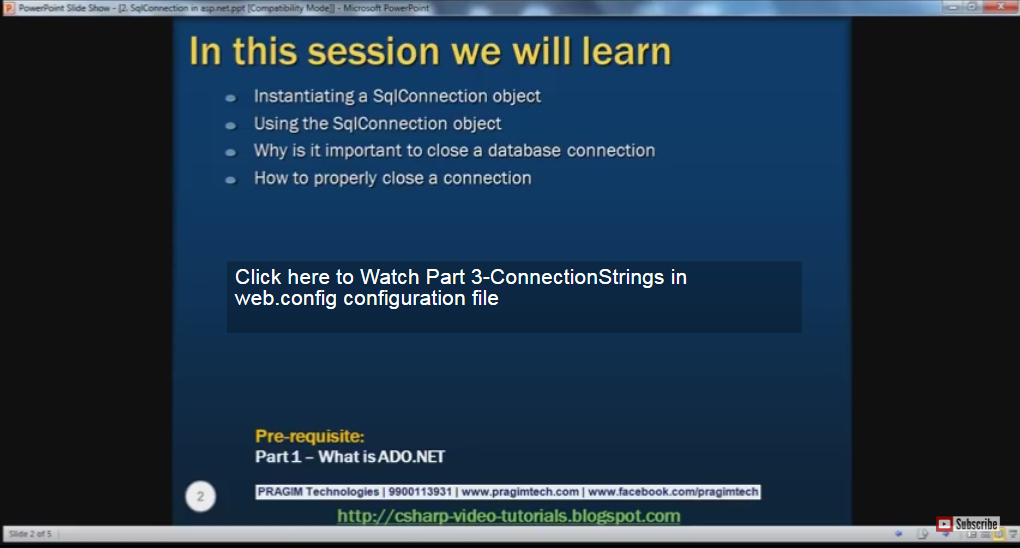 PowerPoint Slide Show - [2. SqlConnection in asp.net.ppt [Compatibility Mode]] - Microsoft PowerPoint
In this session we will learn
Instantiating a SqlConnection object
Using the SqlConnection object
Why is it important to close a database connection
How to properly close a connection
Click here to Watch Part 3-ConnectionStrings in
web.config configuration file
Pre-requisite:
Part 1 – What is ADO.NET
2
PRAGIM Technologies | 9900113931 | www.pragimtech.com | www.facebook.com/pragimtech
http://csharp-video-tutorials.blogspot.com
Subscribe
Slide 2 of 5